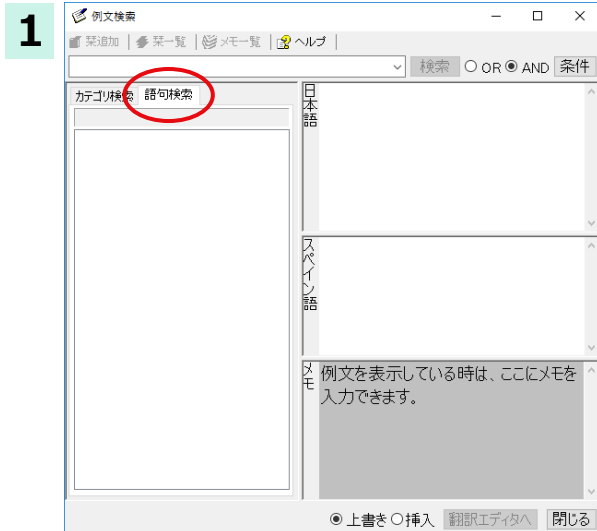 1
例文検索
栞追加 栞一覧 メモ一覧 ヘルプ
検索 OR AND 条件
カテゴリ検索 語句検索
日本語
スペイン語
メモ
例文を表示している時は、ここにメモを
入力できます。
上書き 挿入 翻訳エディタへ 閉じる